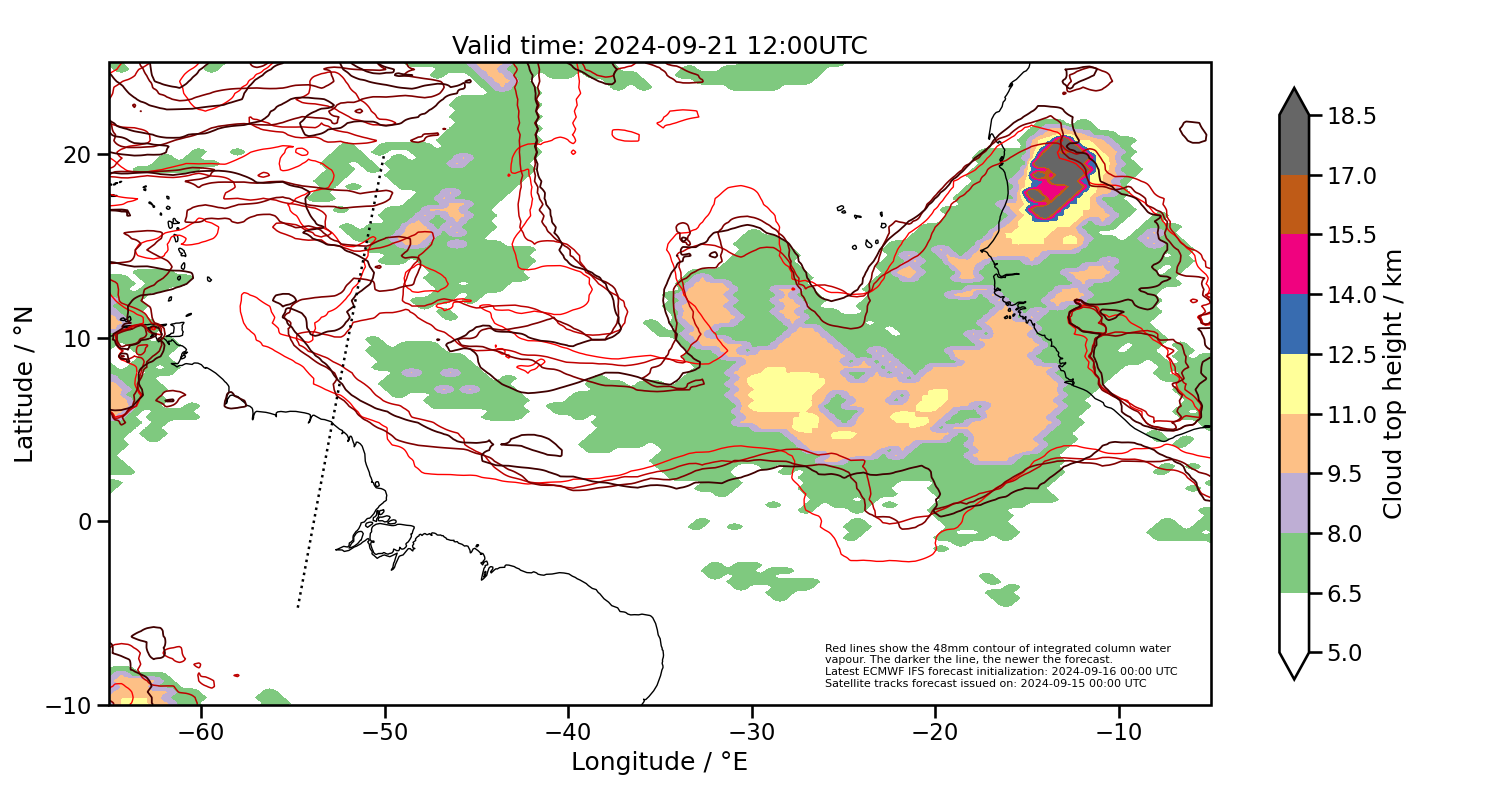 Valid time: 2024-09-21 12:00UTC
20
10
0
−10
Latitude / °N
−60
−50
−40
−30
−20
−10
Longitude / °E
Red lines show the 48mm contour of integrated column water
vapour. The darker the line, the newer the forecast.
Latest ECMWF IFS forecast initialization: 2024-09-16 00:00 UTC
Satellite tracks forecast issued on: 2024-09-15 00:00 UTC
18.5
17.0
15.5
14.0
12.5
11.0
9.5
8.0
6.5
5.0
Cloud top height / km